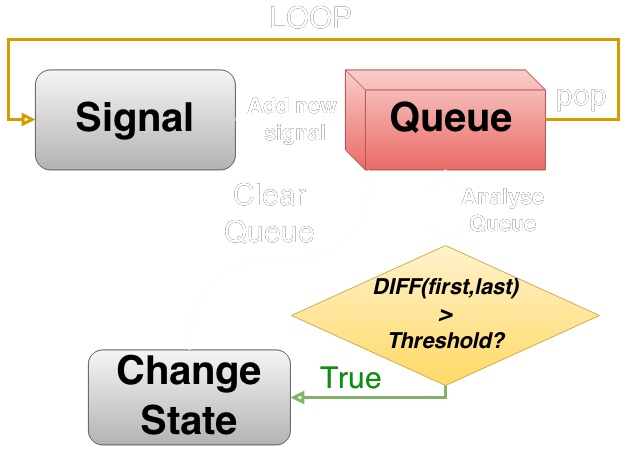 LOOP
Signal
Add new
signal
Queue
pop
Clear
Queue
Analyse
Queue
DIFF(first,last)
>
Threshold?
Change
State
True